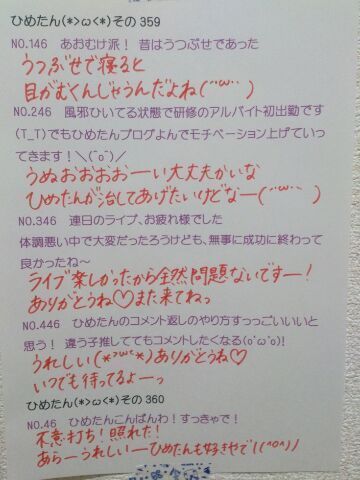 ひめたん(*>ω<*)その 359
NO.146 あおむけ派! 昔はうつぶせであった
うつぶせで寝ると
目がむくんじゃうんだよね(´ω｀)
NO.246 風邪ひいてる状態で研修のアルバイト初出勤です
(T_T)でもひめたんブログよんでモチベーション上げていっ
てきます!＼(^o^)／
うぬおおおおーい大丈夫かいな
ひめたんが治してあげたいけどなー(´ω｀)
NO.346 連日のライブ、お疲れ様でした
体調悪い中で大変だったろうけども、無事に成功に終わって
良かったね〜
ライブ楽しかったから全然問題ないですー!
ありがとうね♡また来てねっ
NO.446 ひめたんのコメント返しのやり方すっっごいいいと
思う! 違う子推しててもコメントしたくなる(o'ω'o)!
うれしい(*>ω<*)ありがとうね♡
いつでも待ってるよーっ
ひめたん(*>ω<*)その 360
NO.46 ひめたんこんばんわ!すっきゃで!
不意打ち!照れた!
あらーうれしいーひめたんも好きやで!(^o^)ﾉ